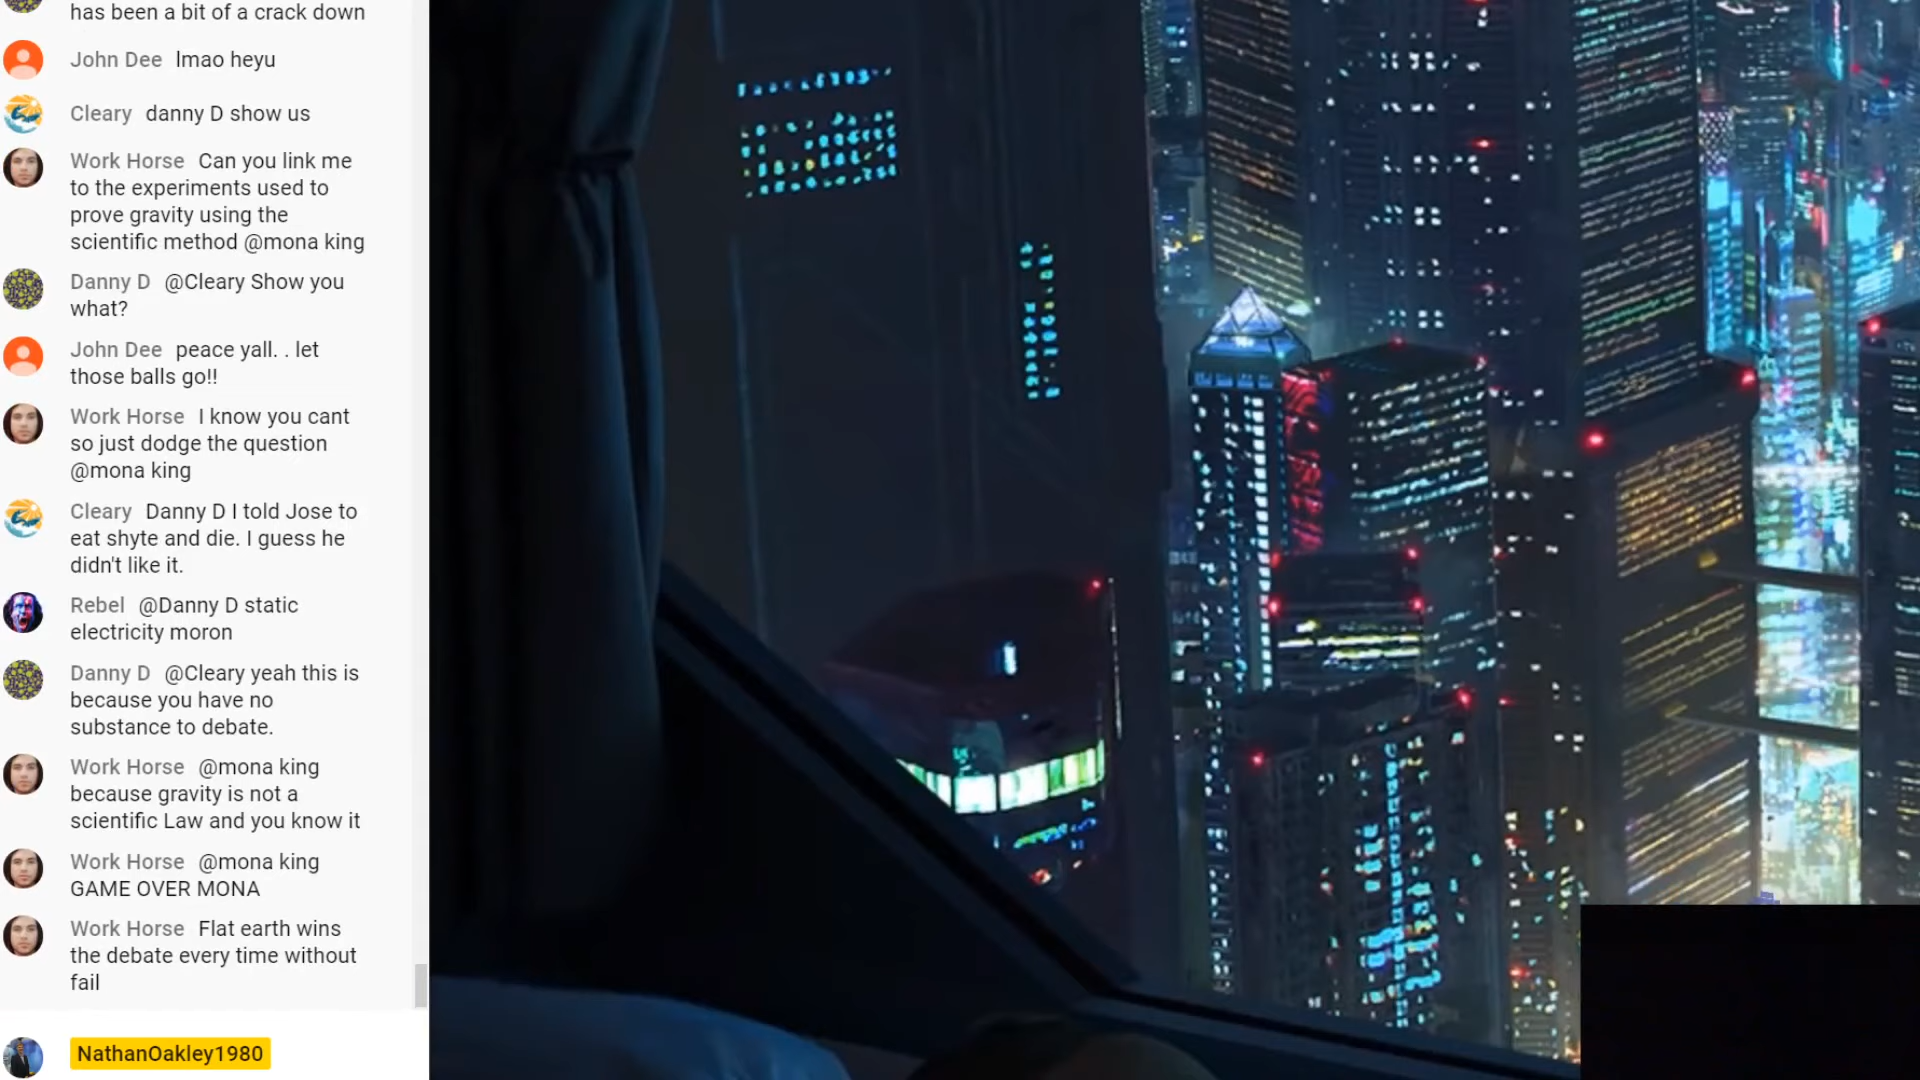 has been a bit of a crack down
John Dee lmao heyu
Cleary danny D show us
Work Horse Can you link me
to the experiments used to
prove gravity using the
scientific method @mona king
Danny D @Cleary Show you
what?
John Dee peace yall. . let
those balls go!!
Work Horse I know you cant
so just dodge the question
@mona king
Cleary Danny D I told Jose to
eat shyte and die. I guess he
didn't like it.
Rebel @Danny D static
electricity moron
Danny D @Cleary yeah this is
because you have no
substance to debate.
Work Horse @mona king
because gravity is not a
scientific Law and you know it
Work Horse @mona king
GAME OVER MONA
Work Horse Flat earth wins
the debate every time without
fail
NathanOakley1980